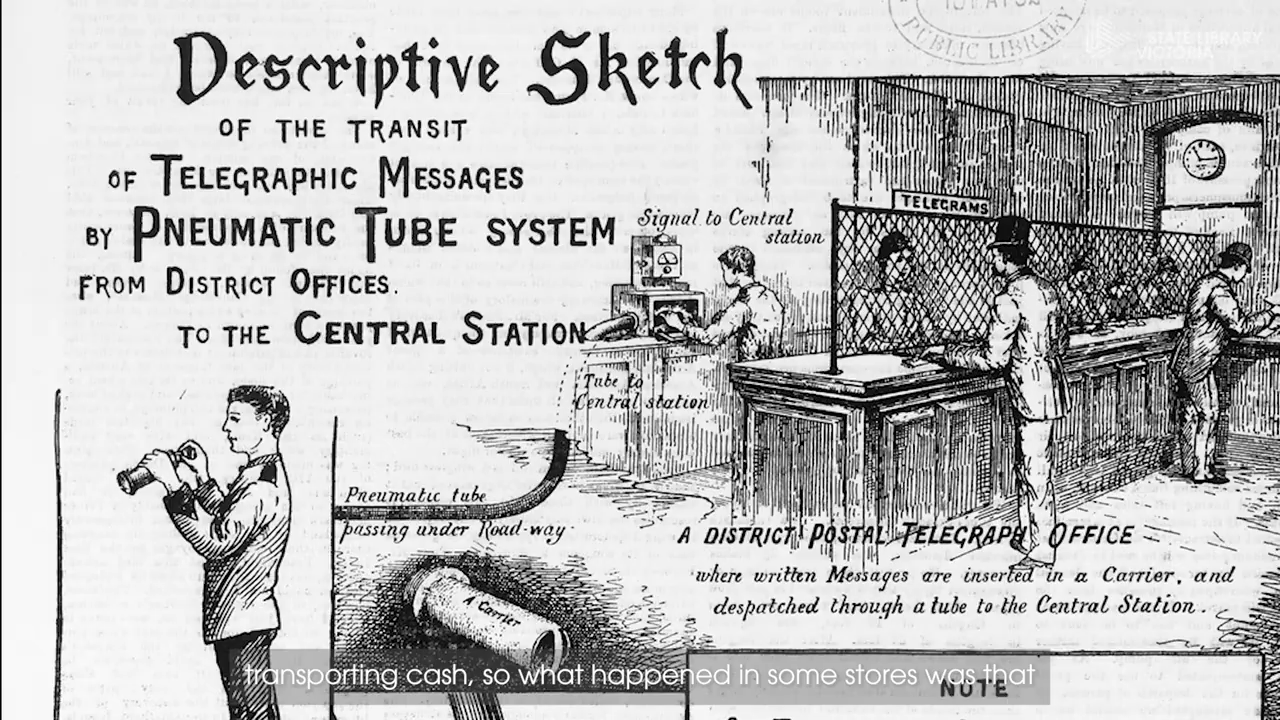 Descriptive Sketch
OF THE TRANSIT
OF TELEGRAPHIC MESSAGES
BY PNEUMATIC TUBE SYSTEM
FROM DISTRICT OFFICES.
TO THE CENTRAL STATION
PUBLIC LIBRARY
STATE LIBRARY
VICTORIA
Signal to Central
station
TELEGRAMS
Tube to
Central station
Pneumatic tube
passing under Road-way
A Carrier
A DISTRICT POSTAL TELEGRAPH OFFICE
where written Messages are inserted in a Carrier, and
despatched through a tube to the Central Station.
NOTE
transporting cash, so what happened in some stores was that